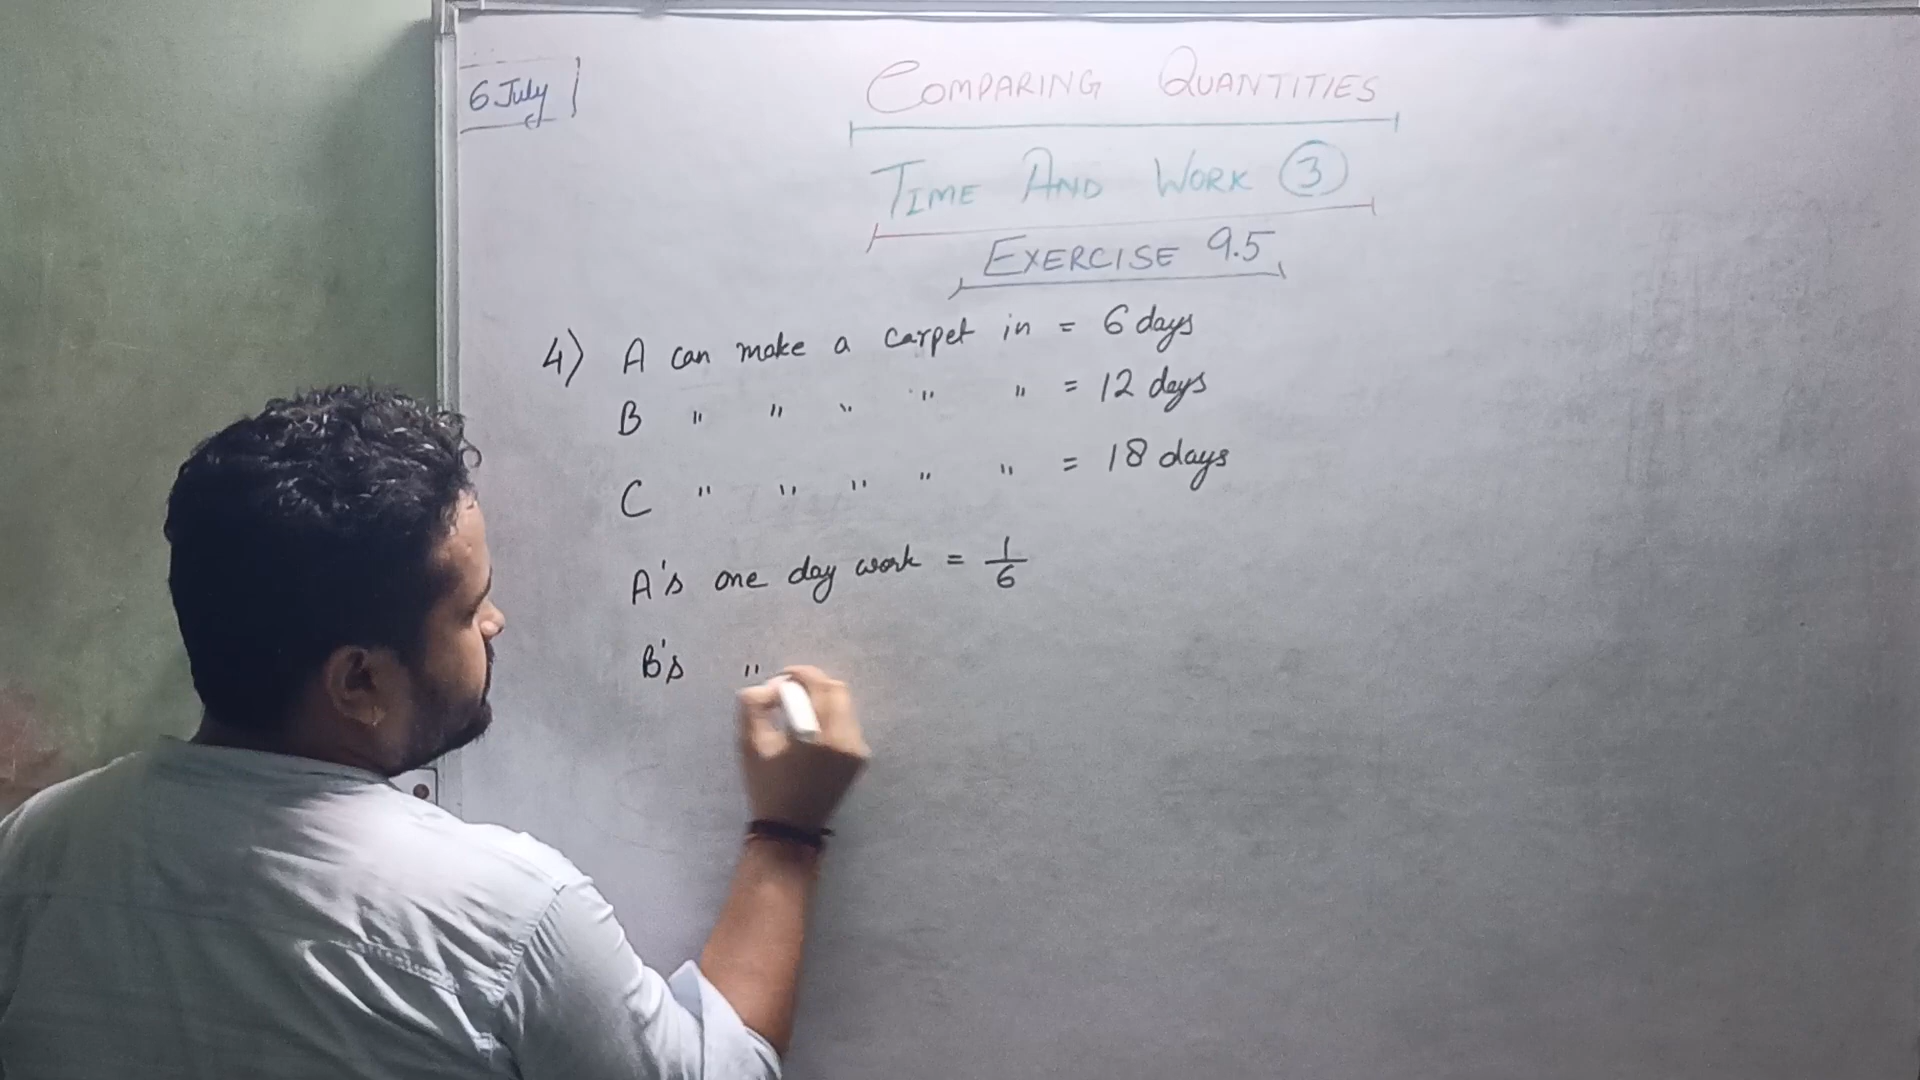 6 July
COMPARING QUANTITIES
TIME AND WORK 3
EXERCISE 9.5
4) A can make a carpet in = 6 days
B " " " " " = 12 days
C " " " " " = 18 days
A's one day work = 1/6
B's "